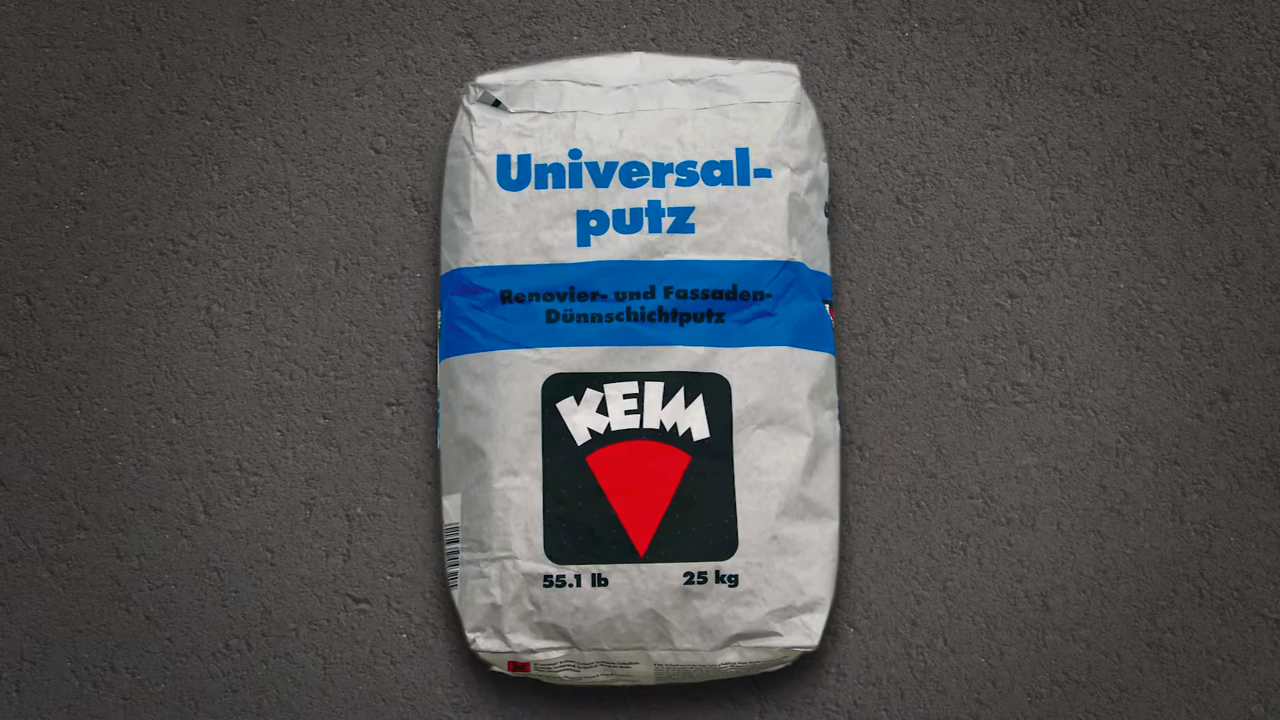 Universal-
putz
Renovier- und Fassaden-
Dünnschichtputz
KEIM
55.1 lb 25 kg